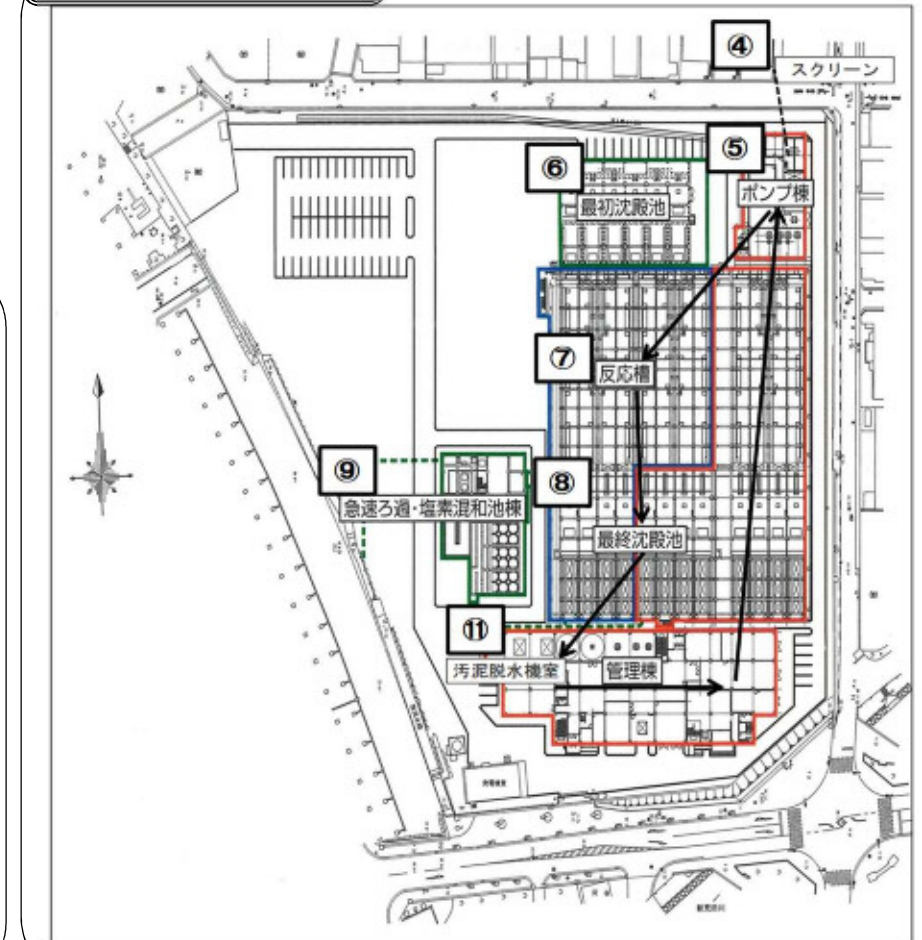 ④
スクリーン
⑤
⑥
ポンプ棟
最初沈殿池
⑦
反応槽
⑨
⑧
急速ろ過・塩素混和池棟
最終沈殿池
⑪
汚泥脱水機室
管理棟